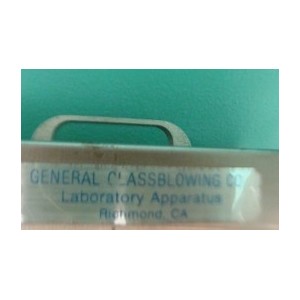 GENERAL GLASSBLOWING CO
Laboratory Apparatus
Richmond, CA